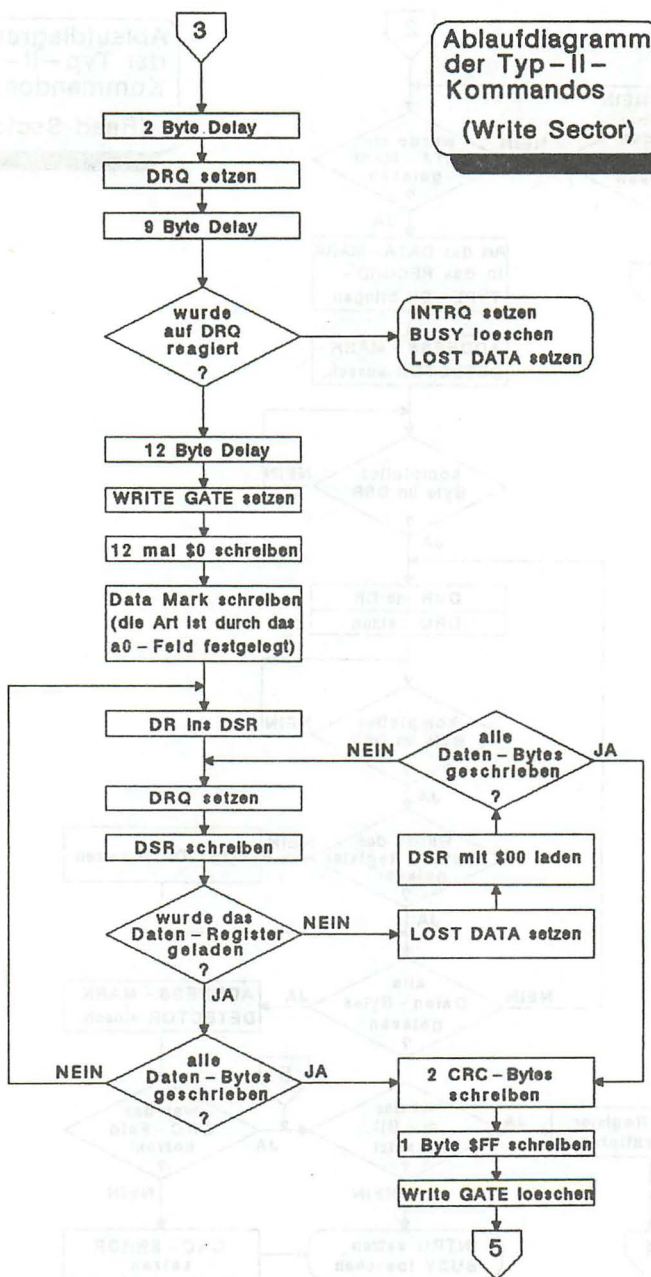 3
Ablaufdiagramm
der Typ-II-
Kommandos
(Write Sector)
2 Byte Delay
DRQ setzen
9 Byte Delay
wurde
auf DRQ
reagiert
?
INTRQ setzen
BUSY loeschen
LOST DATA setzen
12 Byte Delay
WRITE GATE setzen
12 mal $0 schreiben
Data Mark schreiben
(die Art ist durch das
a0-Feld festgelegt)
DR ins DSR
NEIN
alle
Daten-Bytes
geschrieben
?
JA
DRQ setzen
DSR schreiben
DSR mit $00 laden
wurde das
Daten-Register
geladen
?
NEIN
LOST DATA setzen
JA
NEIN
alle
Daten-Bytes
geschrieben
?
JA
2 CRC-Bytes
schreiben
1 Byte $FF schreiben
Write GATE loeschen
5